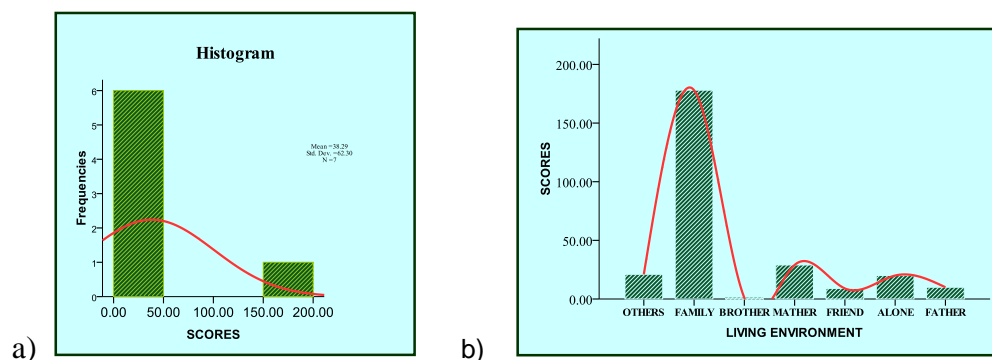 Histogram
Frequencies
6
5
4
3
2
1
0
Mean =38.29
Std. Dev. =62.30
N =7
0.00 50.00 100.00 150.00 200.00
SCORES
a)
SCORES
200.00
150.00
100.00
50.00
0.00
OTHERS FAMILY BROTHER MATHER FRIEND ALONE FATHER
LIVING ENVIRONMENT
b)